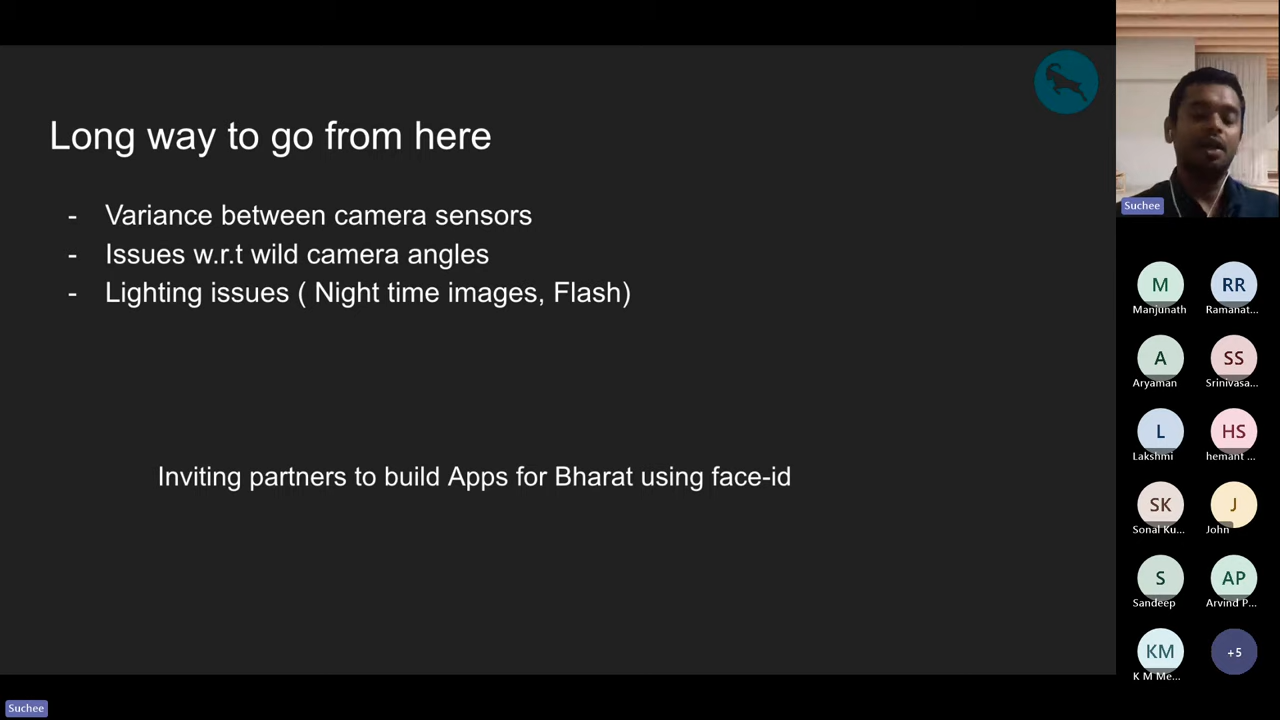 Long way to go from here
- Variance between camera sensors
- Issues w.r.t wild camera angles
- Lighting issues ( Night time images, Flash)
Inviting partners to build Apps for Bharat using face-id
Suchee
M
Manjunath
RR
Ramanat...
A
Aryaman
SS
Srinivasa...
L
Lakshmi
HS
hemant ...
SK
Sonal Ku...
J
John
S
Sandeep
AP
Arvind P...
KM
K M Me...
+5
Suchee